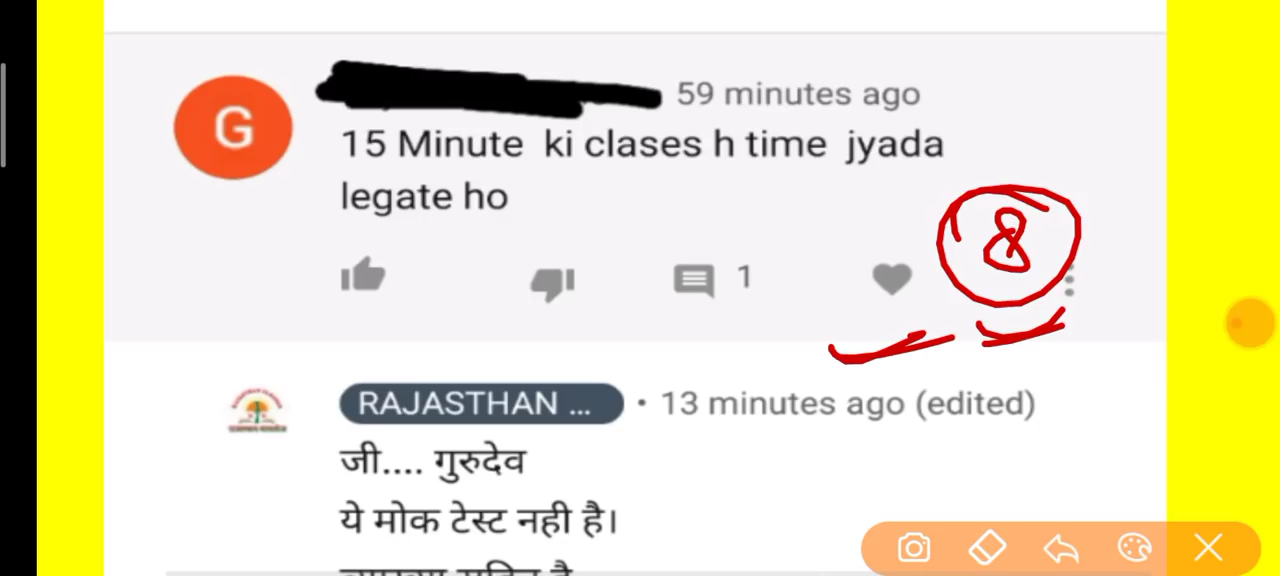 G
59 minutes ago
15 Minute ki clases h time jyada
legate ho
8
1
RAJASTHAN ...
• 13 minutes ago (edited)
जी.... गुरुदेव
ये मोक टेस्ट नही है।